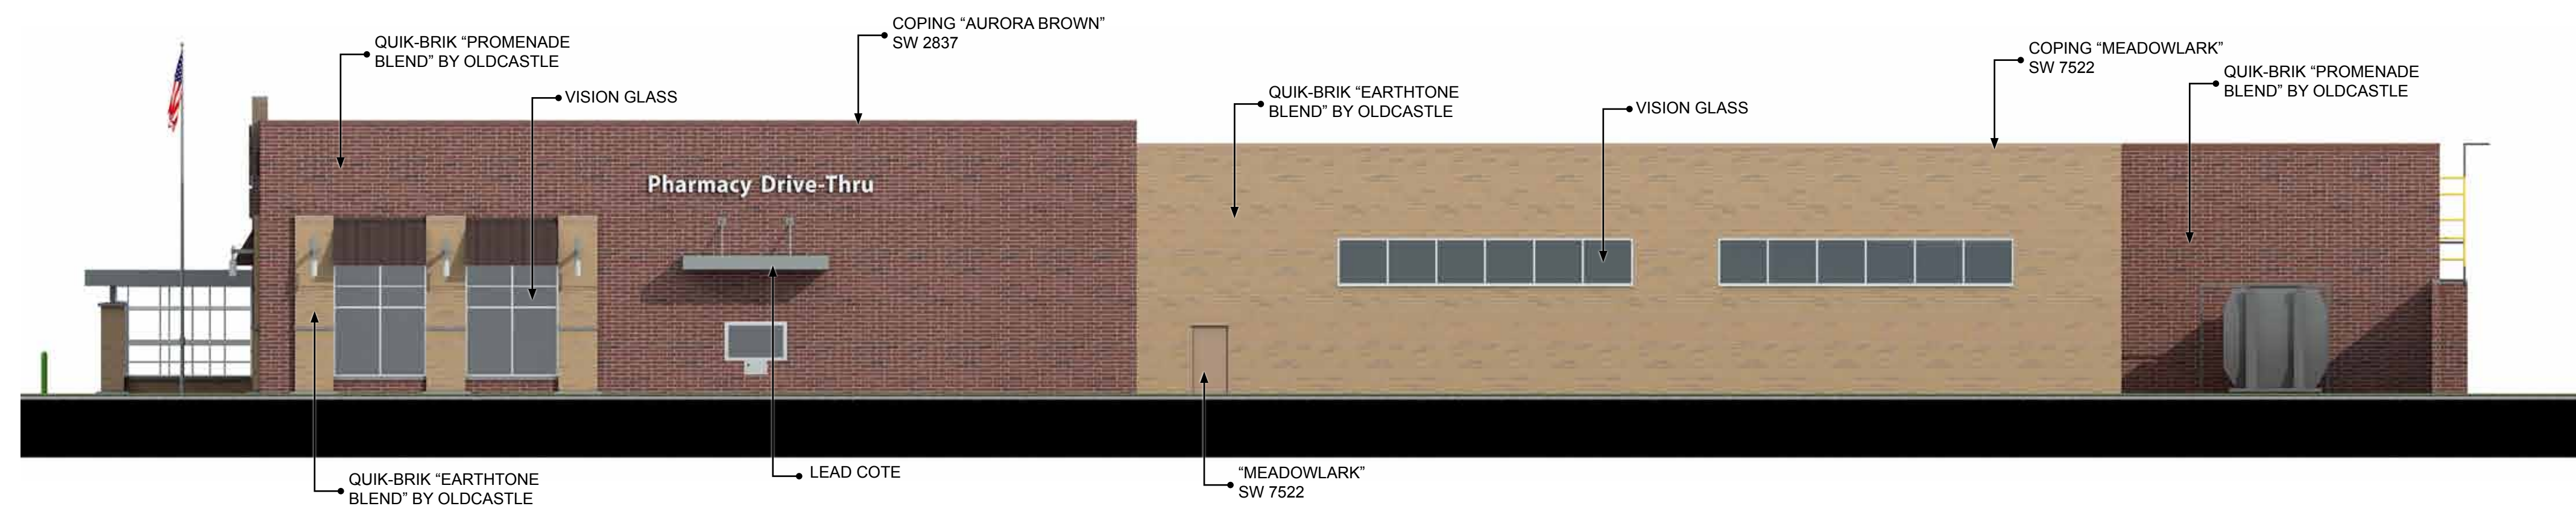 COPING “AURORA BROWN”
SW 2837
QUIK-BRIK “PROMENADE
BLEND” BY OLDCASTLE
VISION GLASS
QUIK-BRIK “EARTHTONE
BLEND” BY OLDCASTLE
VISION GLASS
COPING “MEADOWLARK”
SW 7522
QUIK-BRIK “PROMENADE
BLEND” BY OLDCASTLE
Pharmacy Drive-Thru
QUIK-BRIK “EARTHTONE
BLEND” BY OLDCASTLE
LEAD COTE
“MEADOWLARK”
SW 7522